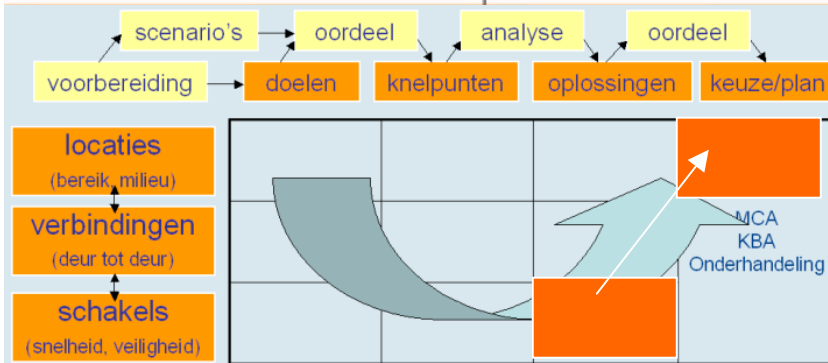 scenario's
oordeel
analyse
oordeel
voorbereiding
doelen
knelpunten
oplossingen
keuze/plan
locaties
(bereik, milieu)
verbindingen
(deur tot deur)
schakels
(snelheid, veiligheid)
MCA
KBA
Onderhandeling